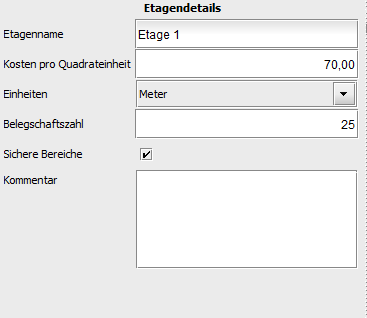 Etagendetails
Etagenname Etage 1
Kosten pro Quadrateinheit 70,00
Einheiten Meter
Belegschaftszahl 25
Sichere Bereiche
Kommentar